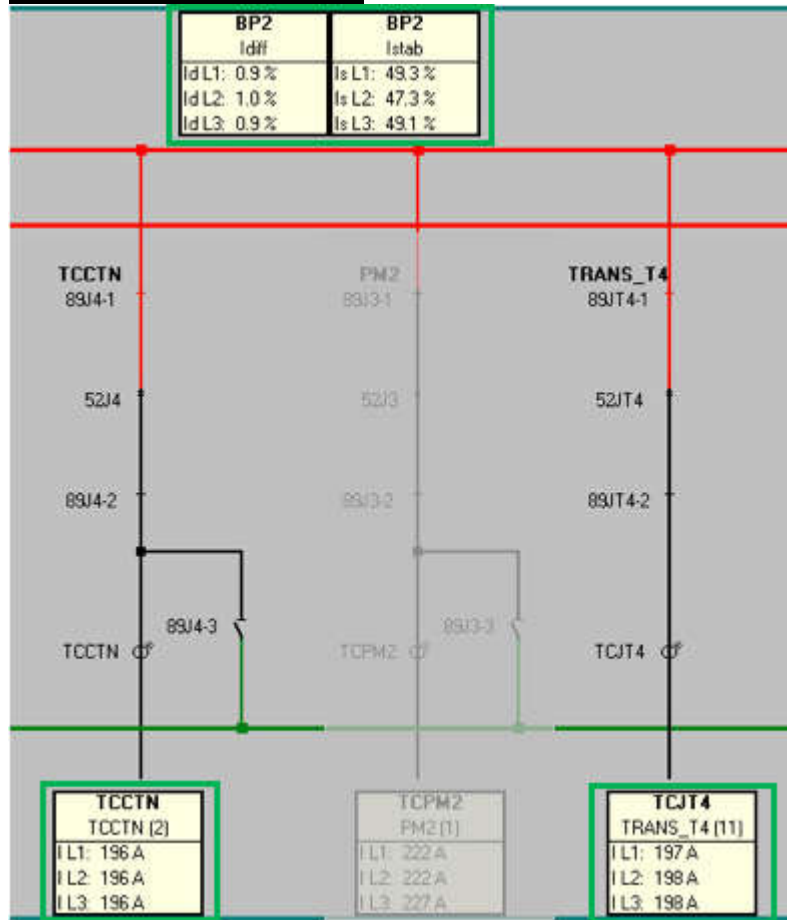 BP2
Idiff
Id L1: 0.9 %
Id L2: 1.0 %
Id L3: 0.9 %
BP2
Istab
Is L1: 49.3 %
Is L2: 47.3 %
Is L3: 49.1 %
TCCTN
89J4-1
52J4
89J4-2
89J4-3
TCCTN
PM2
89J3-1
52J3
89J3-2
89J3-3
TCPM2
TRANS_T4
89JT4-1
52JT4
89JT4-2
TCJT4
TCCTN
TCCTN (2)
I L1: 196 A
I L2: 196 A
I L3: 196 A
TCPM2
PM2 (1)
I L1: 222 A
I L2: 222 A
I L3: 227 A
TCJT4
TRANS_T4 (11)
I L1: 197 A
I L2: 198 A
I L3: 198 A